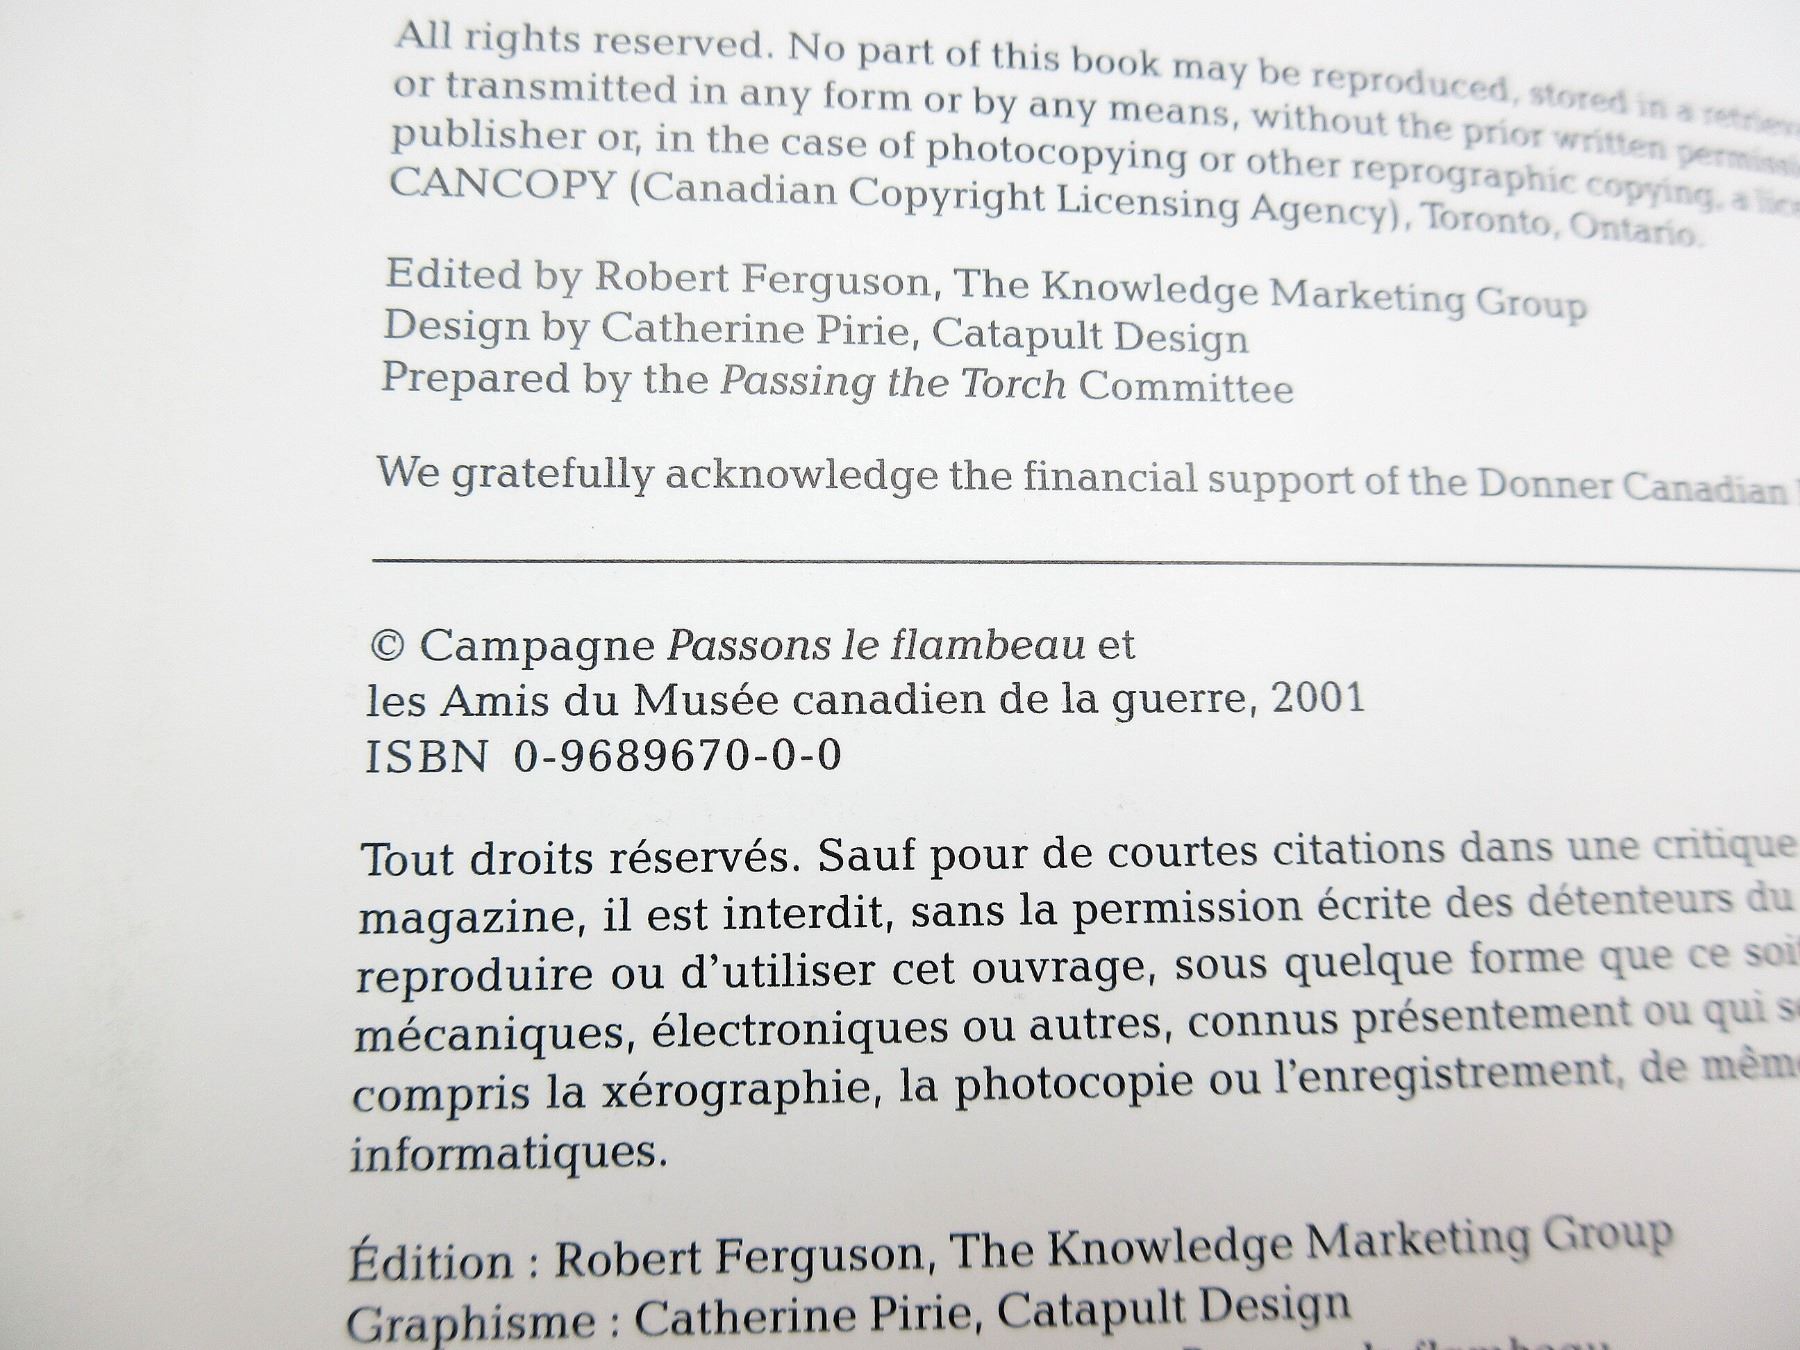 All rights reserved. No part of this book may be reproduced, stored in a
or transmitted in any form or by any means, without the prior written
publisher or, in the case of photocopying or other reprographic copying, a
CANCOPY (Canadian Copyright Licensing Agency), Toronto, Ontario.
Edited by Robert Ferguson, The Knowledge Marketing Group
Design by Catherine Pirie, Catapult Design
Prepared by the Passing the Torch Committee
We gratefully acknowledge the financial support of the Donner Canadian
© Campagne Passons le flambeau et
les Amis du Musée canadien de la guerre, 2001
ISBN 0-9689670-0-0
Tout droits réservés. Sauf pour de courtes citations dans une critique
magazine, il est interdit, sans la permission écrite des détenteurs du
reproduire ou d'utiliser cet ouvrage, sous quelque forme que ce soit
mécaniques, électroniques ou autres, connus présentement ou qui
compris la xérographie, la photocopie ou l'enregistrement, de
informatiques.
Édition : Robert Ferguson, The Knowledge Marketing Group
Graphisme : Catherine Pirie, Catapult Design